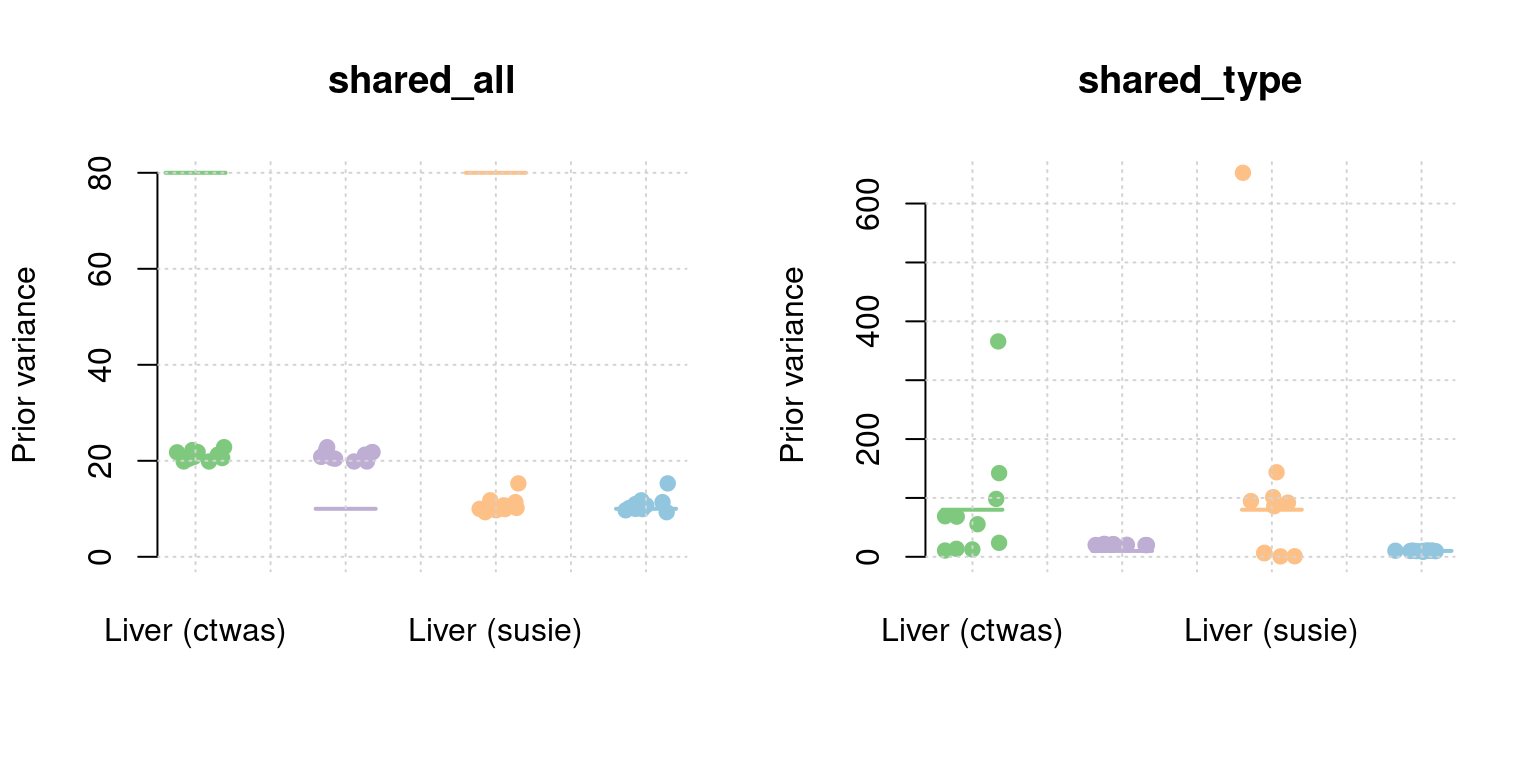 shared_all
Prior variance
80
60
40
20
0
Liver (ctwas)
Liver (susie)
shared_type
Prior variance
600
400
200
0
Liver (ctwas)
Liver (susie)